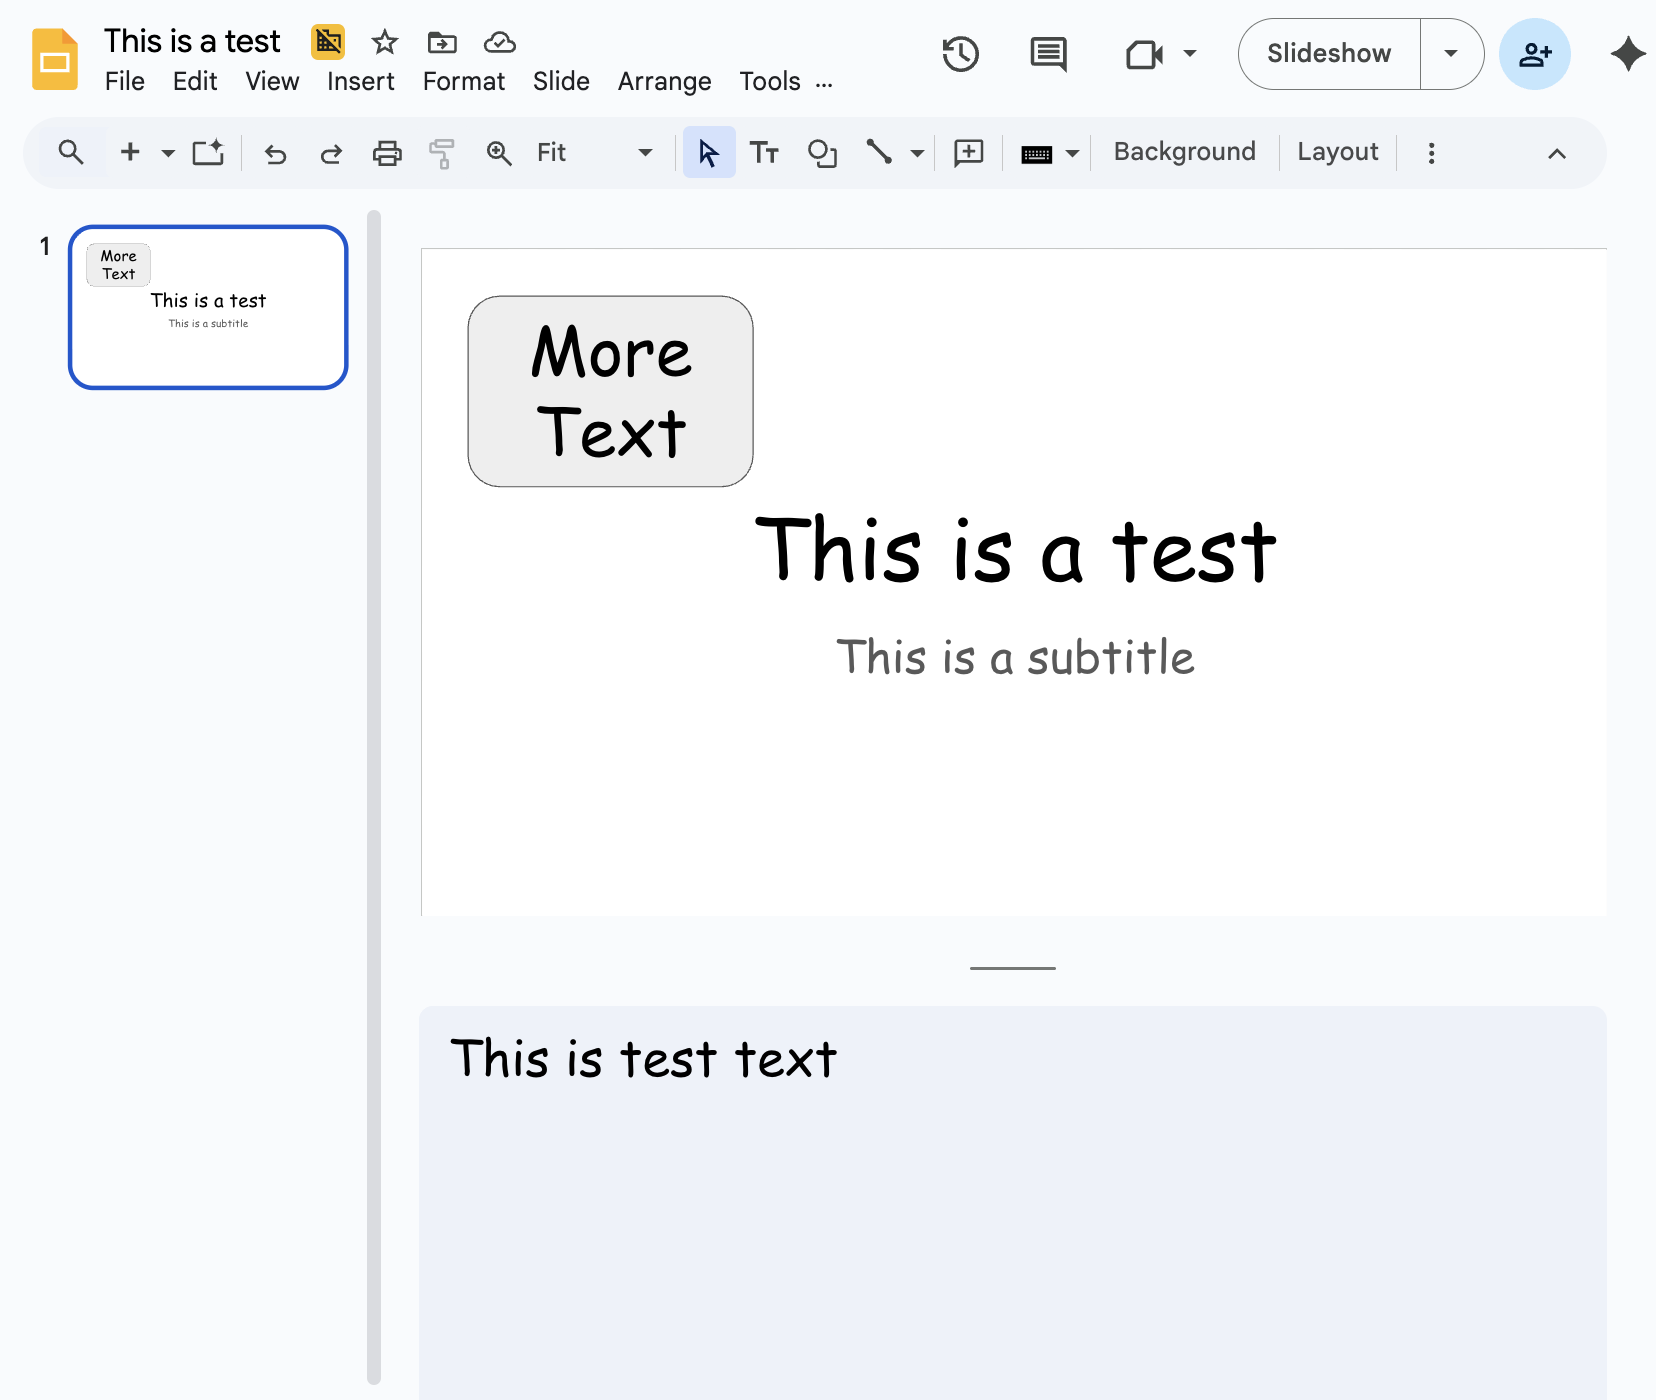 This is a test
File Edit View Insert Format Slide Arrange Tools ...
Slideshow
Fit
Background
Layout
1
More
Text
This is a test
This is a subtitle
More
Text
This is a test
This is a subtitle
This is test text